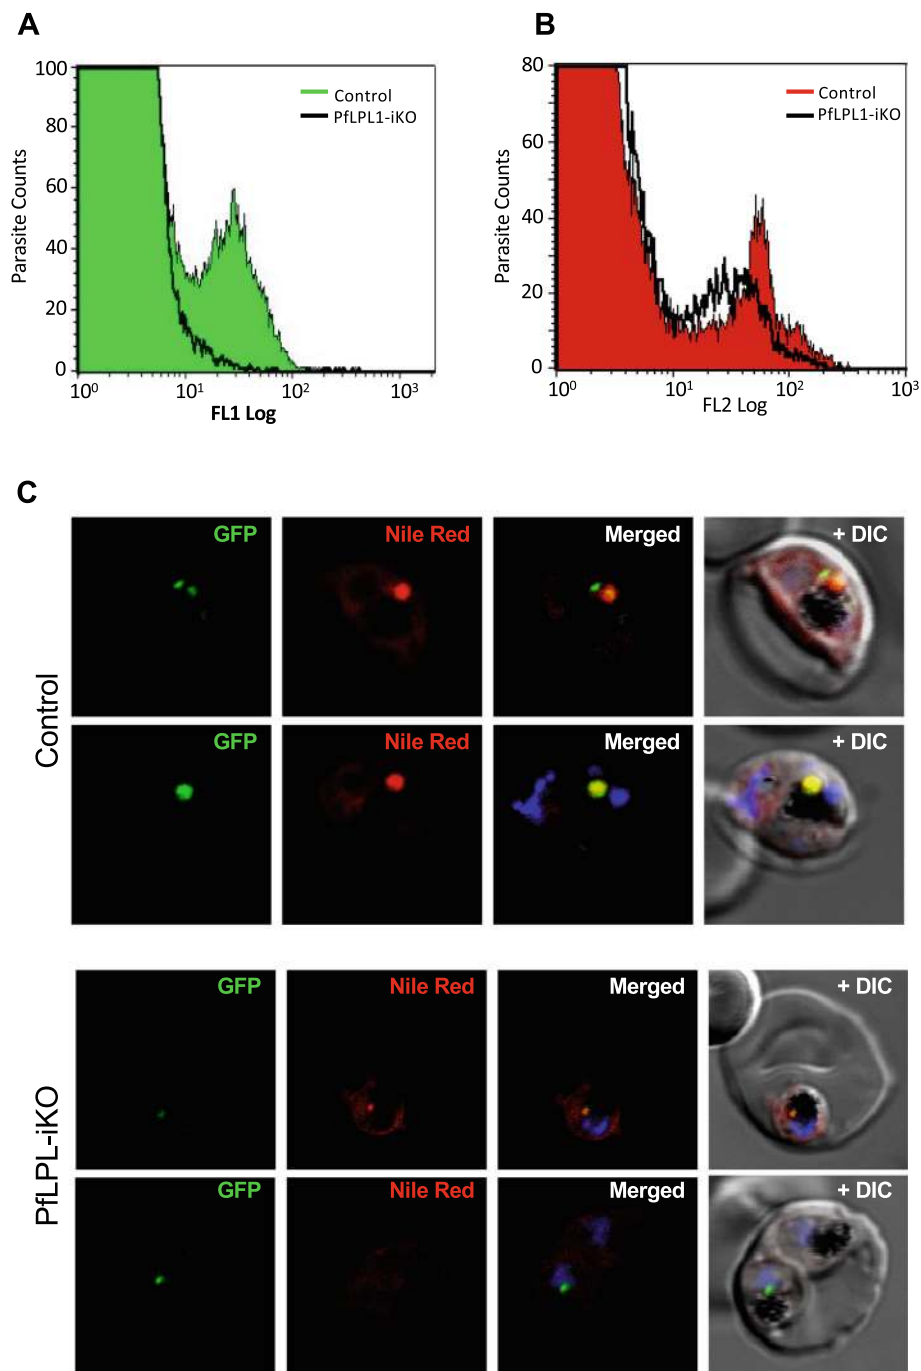 A
Parasite Counts
100
80
60
40
20
0
Control
PfLPL1-iKO
10⁰ 10¹ 10² 10³
FL1 Log
B
Parasite Counts
80
60
40
20
0
Control
PfLPL1-iKO
10⁰ 10¹ 10² 10³
FL2 Log
C
Control
GFP Nile Red Merged + DIC
GFP Nile Red Merged + DIC
PfLPL-iKO
GFP Nile Red Merged + DIC
GFP Nile Red Merged + DIC